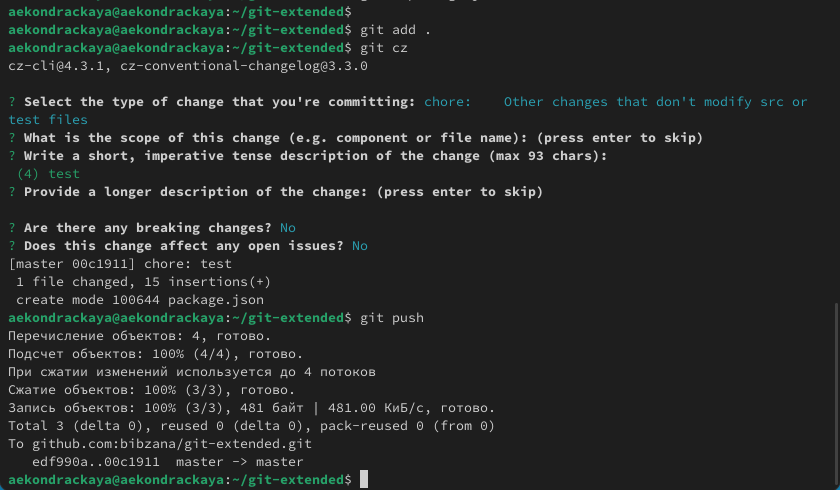 aekondrackaya@aekondrackaya:~/git-extended$
aekondrackaya@aekondrackaya:~/git-extended$ git add .
aekondrackaya@aekondrackaya:~/git-extended$ git cz
cz-cli@4.3.1, cz-conventional-changelog@3.3.0
? Select the type of change that you're committing: chore:    Other changes that don't modify src or
test files
? What is the scope of this change (e.g. component or file name): (press enter to skip)
? Write a short, imperative tense description of the change (max 93 chars):
 (4) test
? Provide a longer description of the change: (press enter to skip)
? Are there any breaking changes? No
? Does this change affect any open issues? No
[master 00c1911] chore: test
 1 file changed, 15 insertions(+)
 create mode 100644 package.json
aekondrackaya@aekondrackaya:~/git-extended$ git push
Перечисление объектов: 4, готово.
Подсчет объектов: 100% (4/4), готово.
При сжатии изменений используется до 4 потоков
Сжатие объектов: 100% (3/3), готово.
Запись объектов: 100% (3/3), 481 байт | 481.00 КиБ/с, готово.
Total 3 (delta 0), reused 0 (delta 0), pack-reused 0 (from 0)
To github.com:bibzana/git-extended.git
   edf990a..00c1911  master -> master
aekondrackaya@aekondrackaya:~/git-extended$